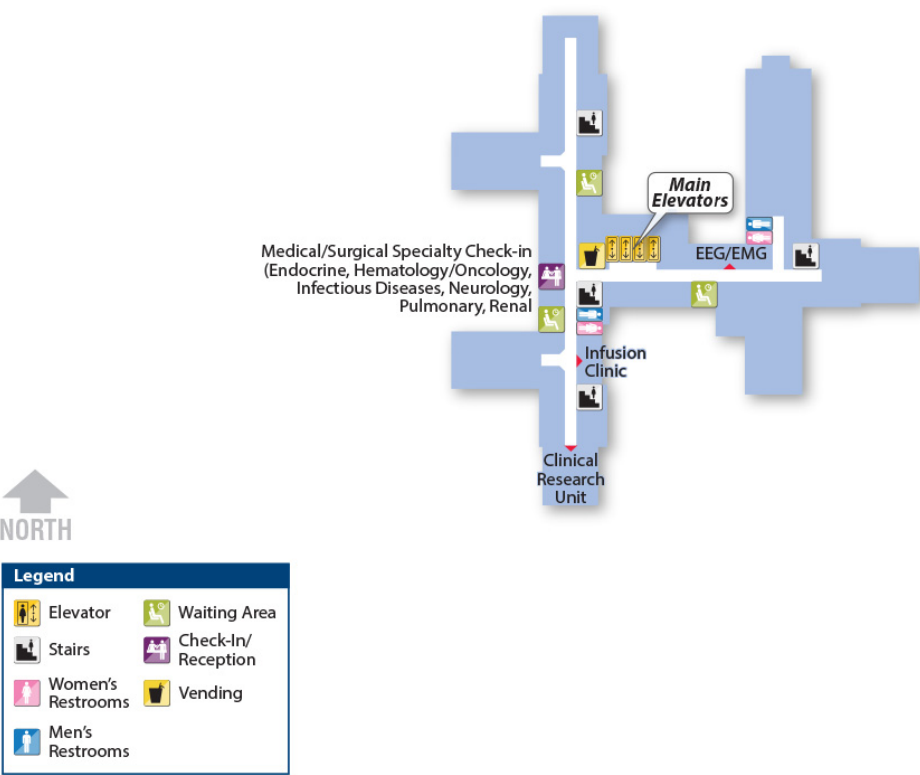 Main
Elevators
EEG/EMG
Medical/Surgical Specialty Check-in
(Endocrine, Hematology/Oncology,
Infectious Diseases, Neurology,
Pulmonary, Renal
Infusion
Clinic
Clinical
Research
Unit
NORTH
Legend
Elevator
Waiting Area
Stairs
Check-In/
Reception
Women's
Restrooms
Vending
Men's
Restrooms